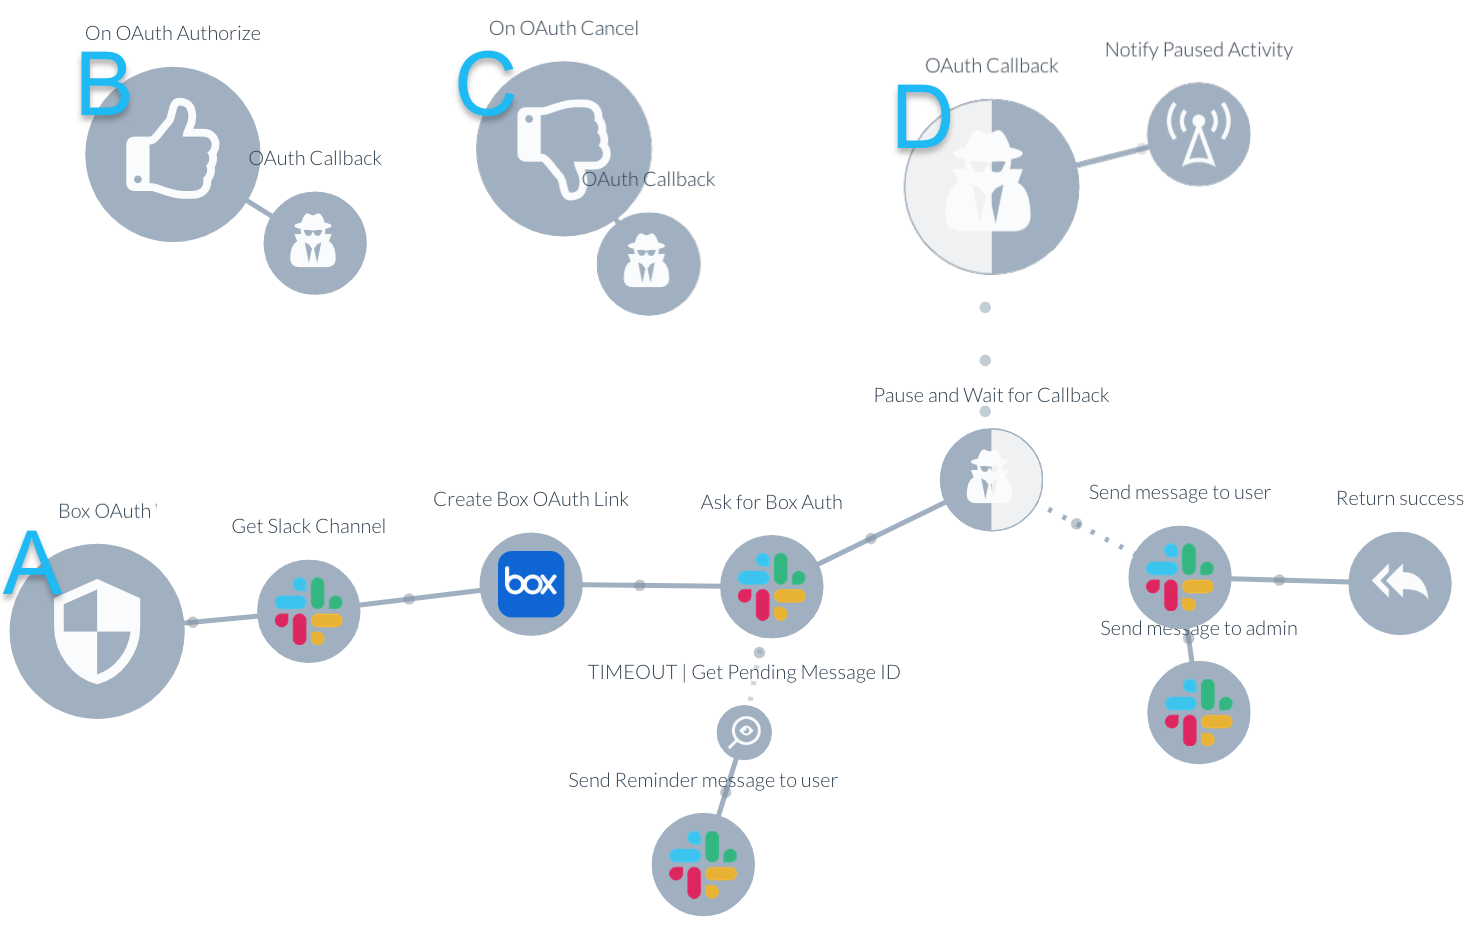 On OAuth Authorize
On OAuth Cancel
OAuth Callback
Notify Paused Activity
B
C
D
OAuth Callback
OAuth Callback
Pause and Wait for Callback
Box OAuth
Get Slack Channel
Create Box OAuth Link
Ask for Box Auth
Send message to user
Return success
A
box
Send message to admin
TIMEOUT | Get Pending Message ID
Send Reminder message to user